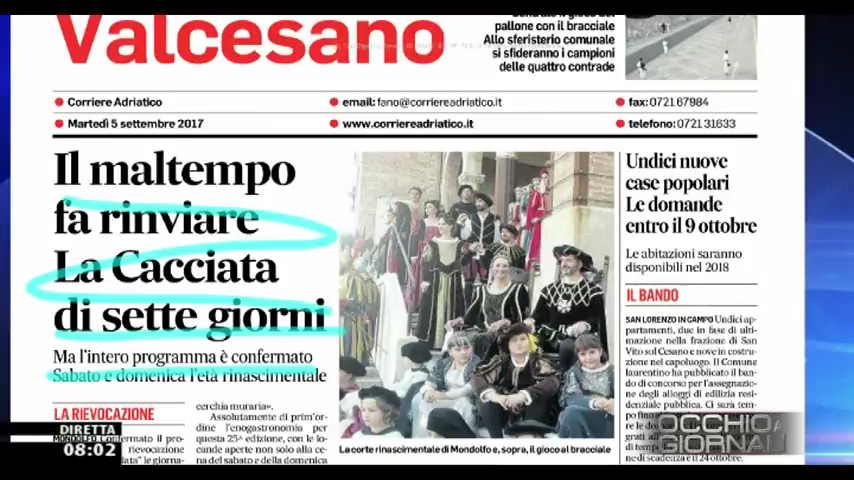 Valcesano
pallone con il bracciale
Allo sferisterio comunale
si sfideranno i campioni
delle quattro contrade
Corriere Adriatico
email: fano@corriereadriatico.it
fax: 0721 67984
Martedì 5 settembre 2017
www.corriereadriatico.it
telefono: 0721 31633
Il maltempo
fa rinviare
La Cacciata
di sette giorni
Ma l'intero programma è confermato
Sabato e domenica l'età rinascimentale
LA RIEVOCAZIONE
MONDOLFO Confermato il pro-
rievocazione
le giorna-
cerchia muraria».
Assolutamente di prim'or-
dine l'enogastronomia per
questa 25ª edizione, con le lo-
cande aperte non solo alla ce-
na del sabato e della domenica
La corte rinascimentale di Mondolfo e, sopra, il gioco al bracciale
Undici nuove
case popolari
Le domande
entro il 9 ottobre
Le abitazioni saranno
disponibili nel 2018
IL BANDO
SAN LORENZO IN CAMPO Undici ap-
partamenti, due in fase di ulti-
mazione nella frazione di San
Vito sul Cesano e nove in costru-
zione nel capoluogo. Il Comune
laurentino ha pubblicato il ban-
do di concorso per l'assegnazio-
ne degli alloggi di edilizia resi-
denziale pubblica. Ci sarà tem-
di scadenza e il 24 ottobre.
DIRETTA
08:02
OCCHIO AI
GIORNALI